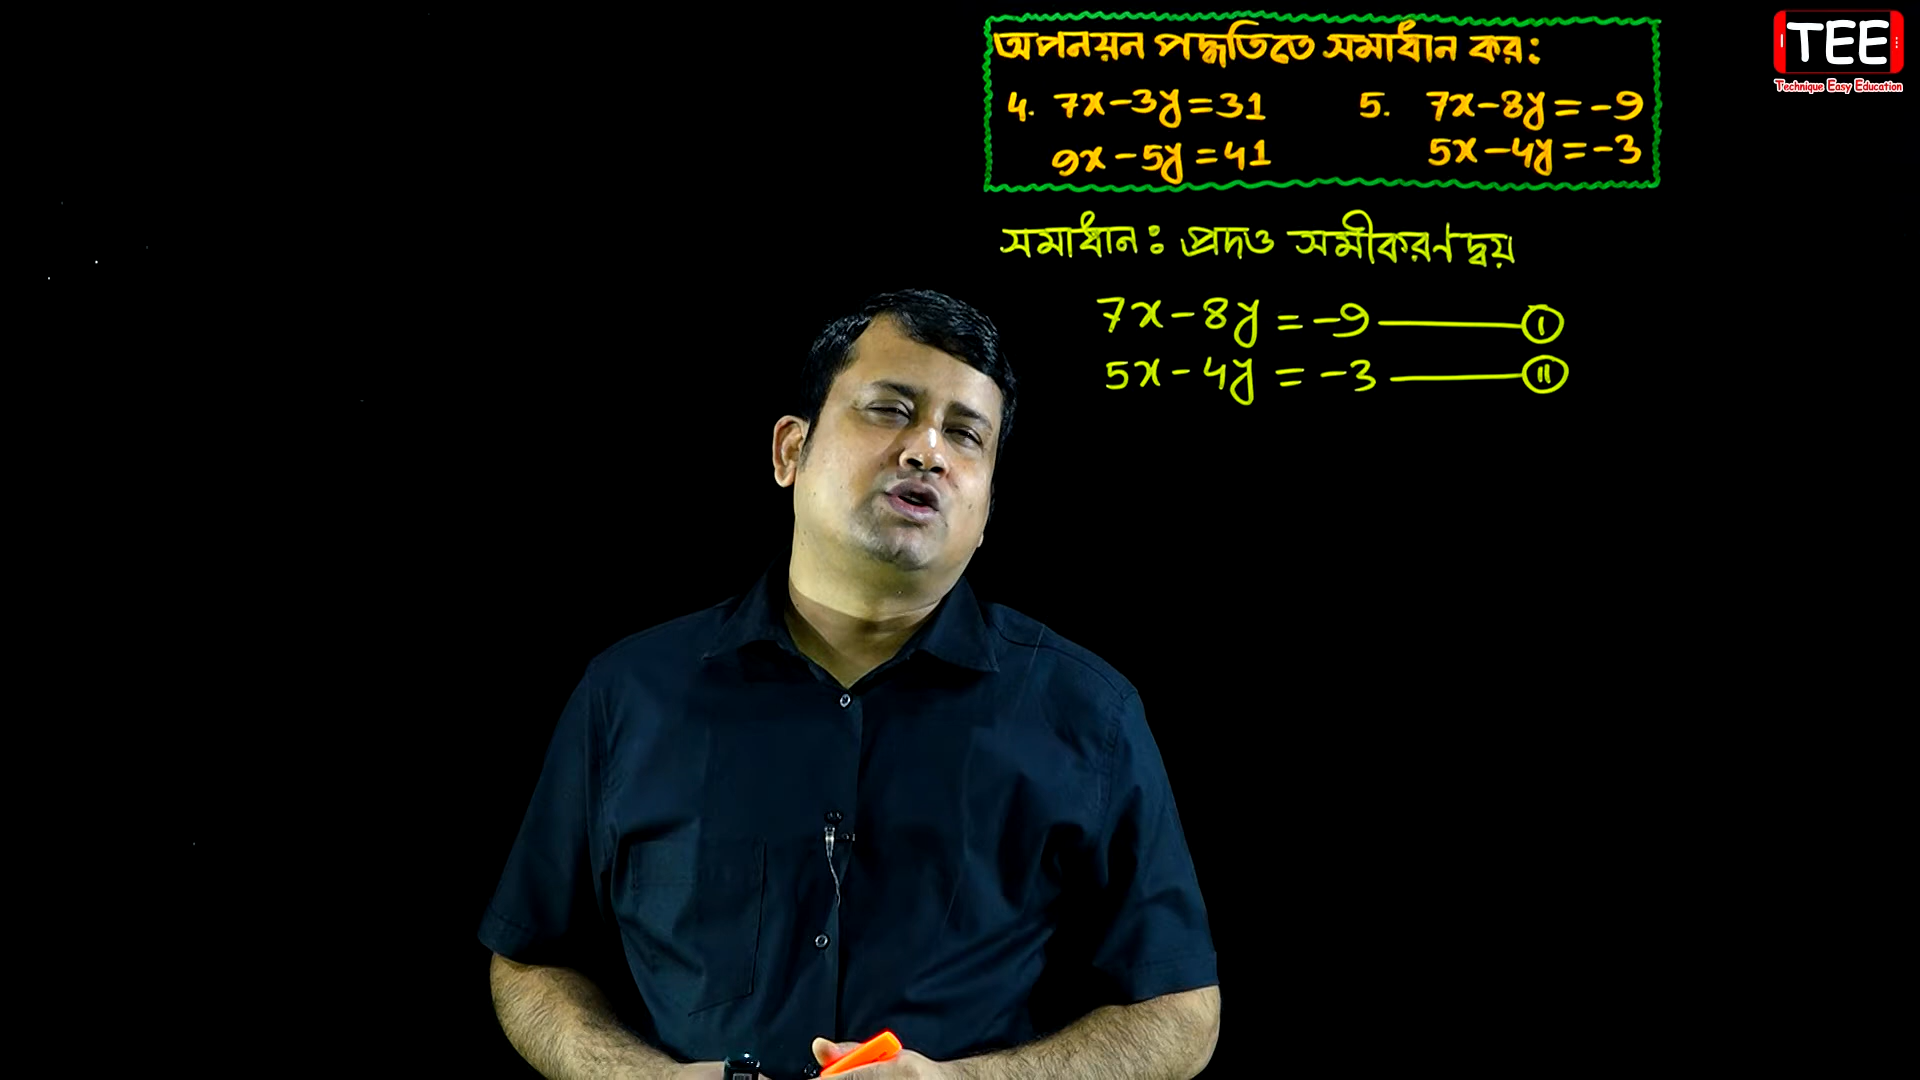 অপনয়ন পদ্ধতিতে সমাধান কর:
4. 7x-3y=31
9x-5y=41
5. 7x-8y=-9
5x-4y=-3
TEE
Technique Easy Education
সমাধান: প্রদত্ত সমীকরণদ্বয়
7x-8y=-9 ——— (i)
5x-4y=-3 ——— (ii)